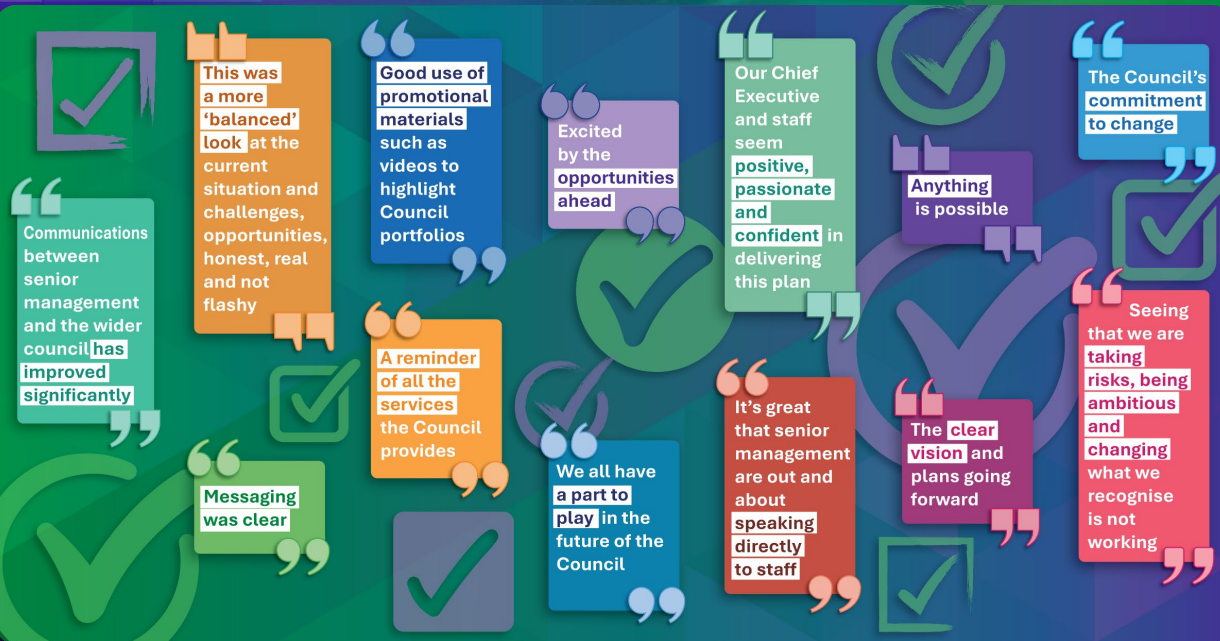 Communications
between
senior
management
and the wider
council has
improved
significantly
This was
a more
‘balanced’
look at the
current
situation and
challenges,
opportunities,
honest, real
and not
flashy
Messaging
was clear
Good use of
promotional
materials
such as
videos to
highlight
Council
portfolios
A reminder
of all the
services
the Council
provides
Excited
by the
opportunities
ahead
We all have
a part to
play in the
future of the
Council
Our Chief
Executive
and staff
seem
positive,
passionate
and
confident in
delivering
this plan
It’s great
that senior
management
are out and
about
speaking
directly
to staff
Anything
is possible
The clear
vision and
plans going
forward
The Council’s
commitment
to change
Seeing
that we are
taking
risks, being
ambitious
and
changing
what we
recognise
is not
working